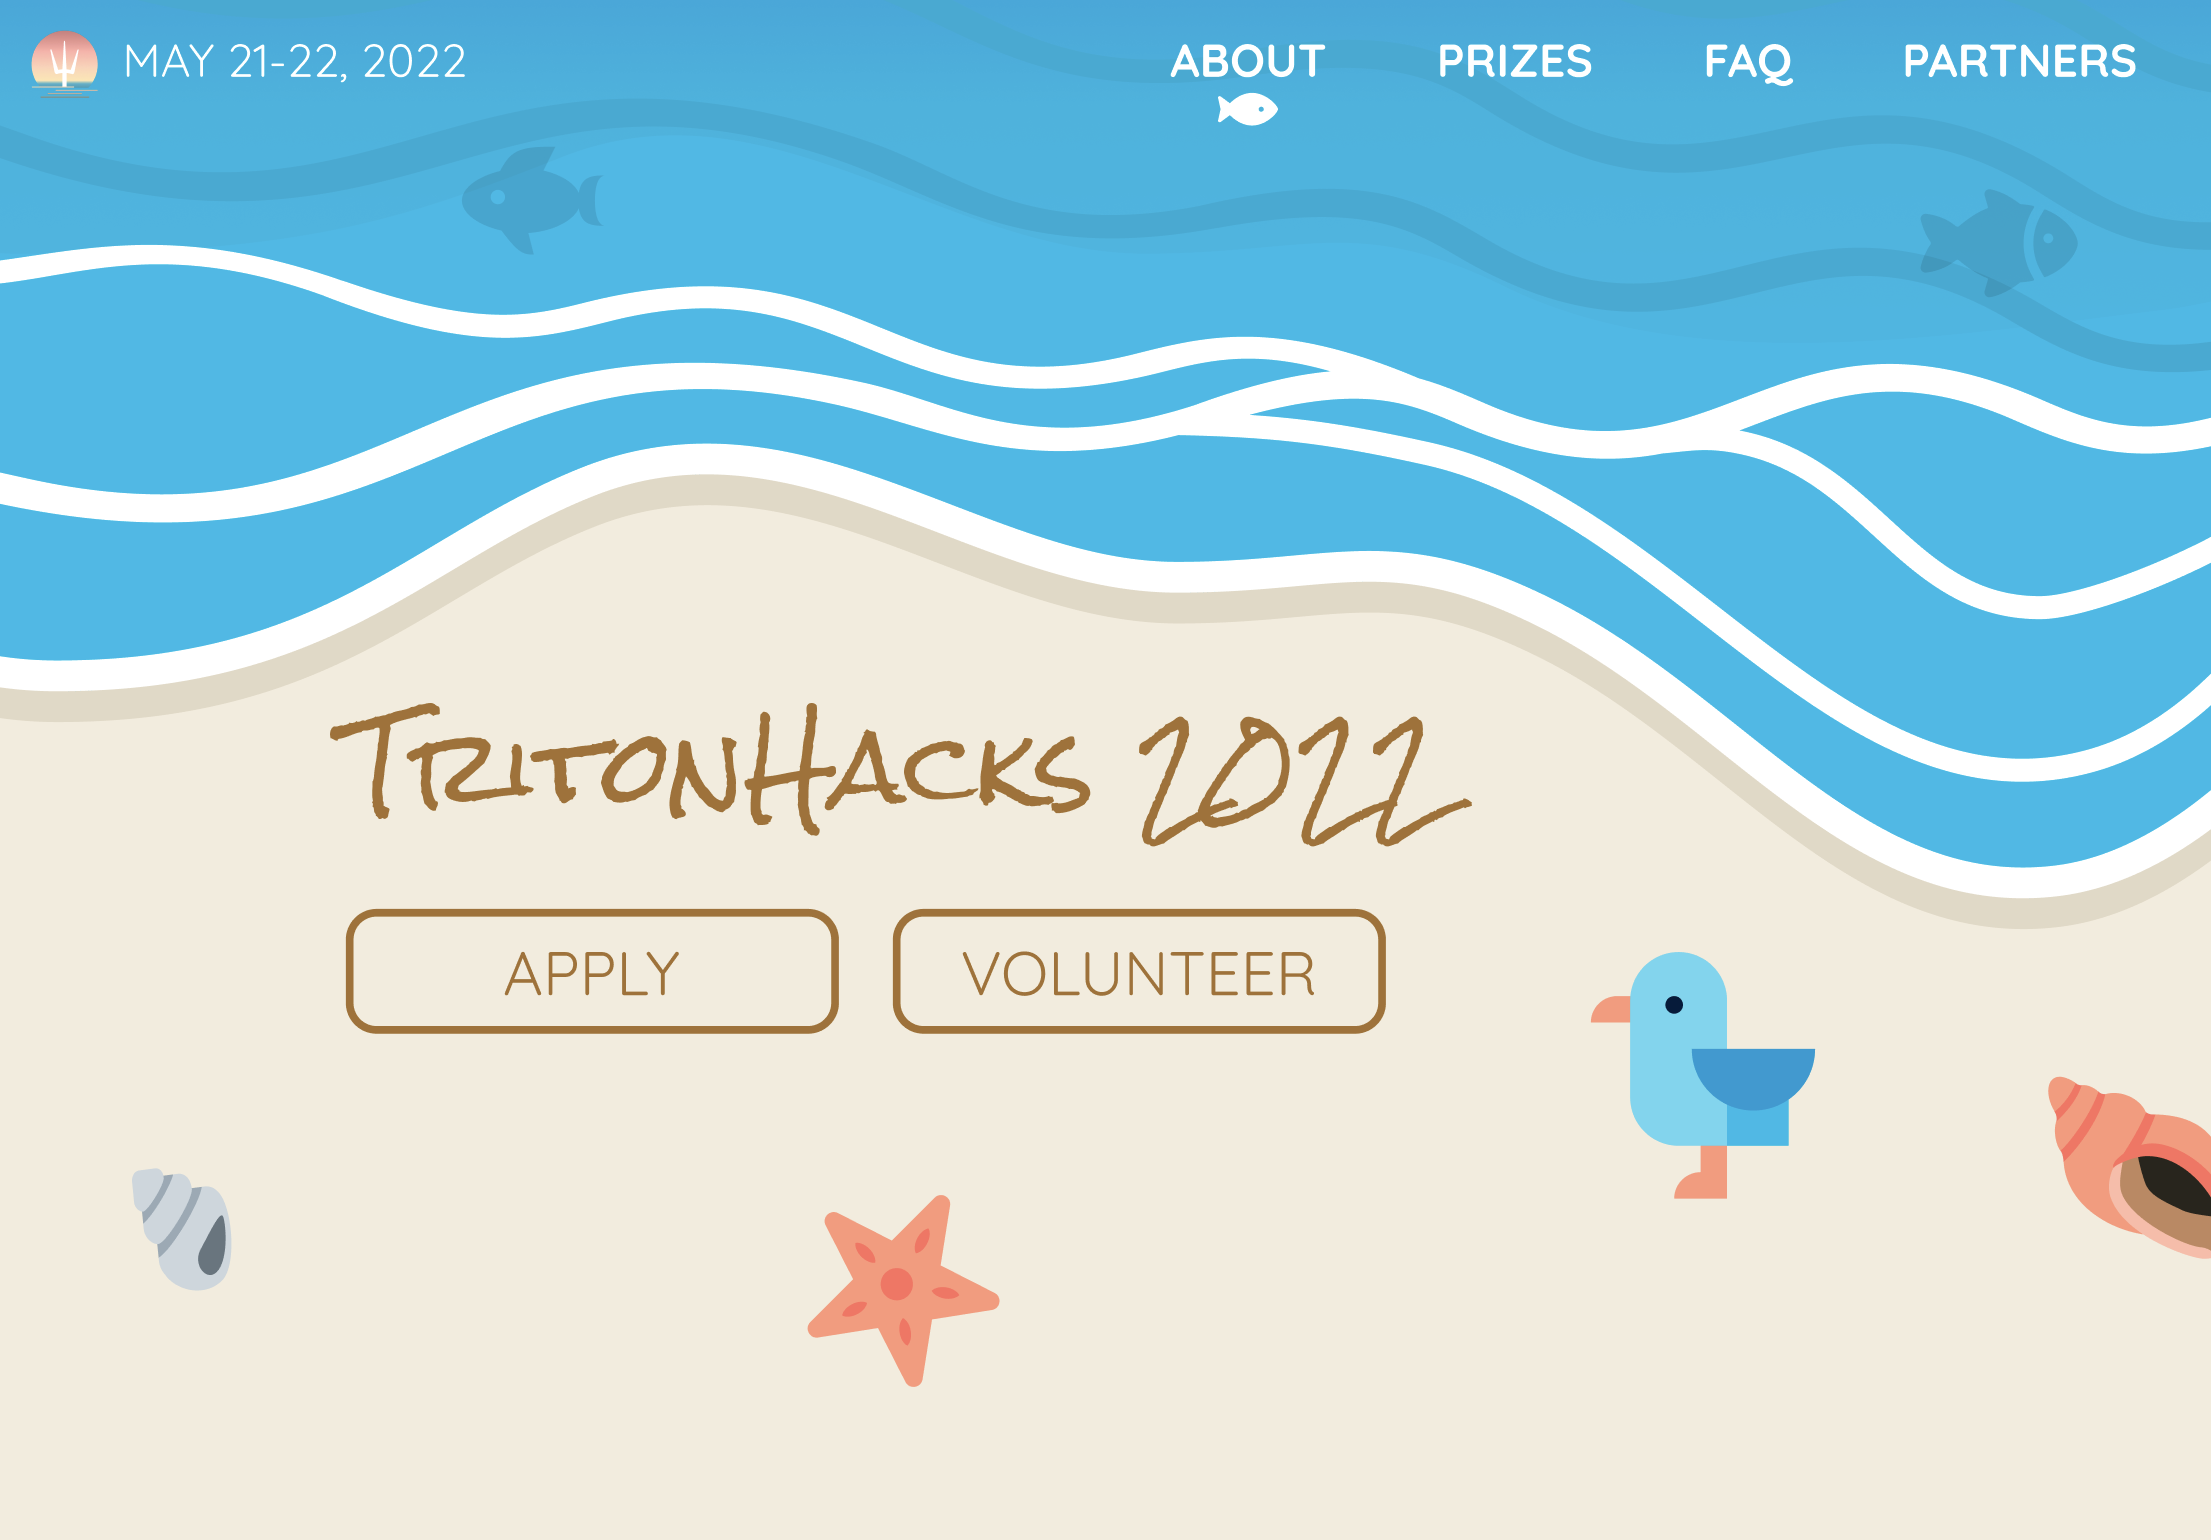 MAY 21-22, 2022
ABOUT PRIZES FAQ PARTNERS
TRITONHACKS 2022
APPLY VOLUNTEER